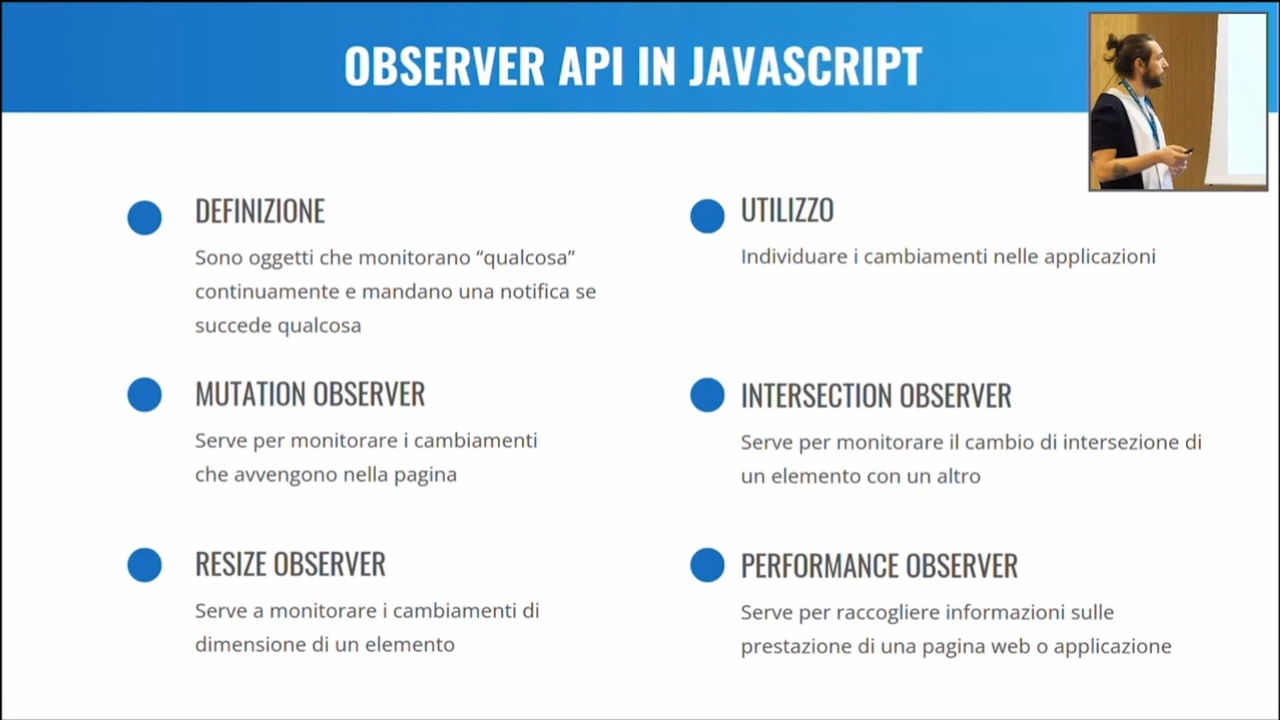 OBSERVER API IN JAVASCRIPT
DEFINIZIONE
Sono oggetti che monitorano “qualcosa”
continuamente e mandano una notifica se
succede qualcosa
UTILIZZO
Individuare i cambiamenti nelle applicazioni
MUTATION OBSERVER
Serve per monitorare i cambiamenti
che avvengono nella pagina
INTERSECTION OBSERVER
Serve per monitorare il cambio di intersezione di
un elemento con un altro
RESIZE OBSERVER
Serve a monitorare i cambiamenti di
dimensione di un elemento
PERFORMANCE OBSERVER
Serve per raccogliere informazioni sulle
prestazione di una pagina web o applicazione